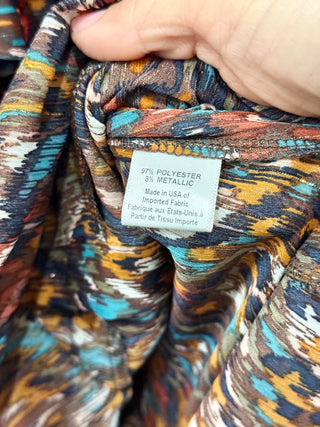 97% POLYESTER
3% METALLIC
Made in USA of
Imported Fabric
Fabriqué aux États-Unis à
Partir de Tissu Importé